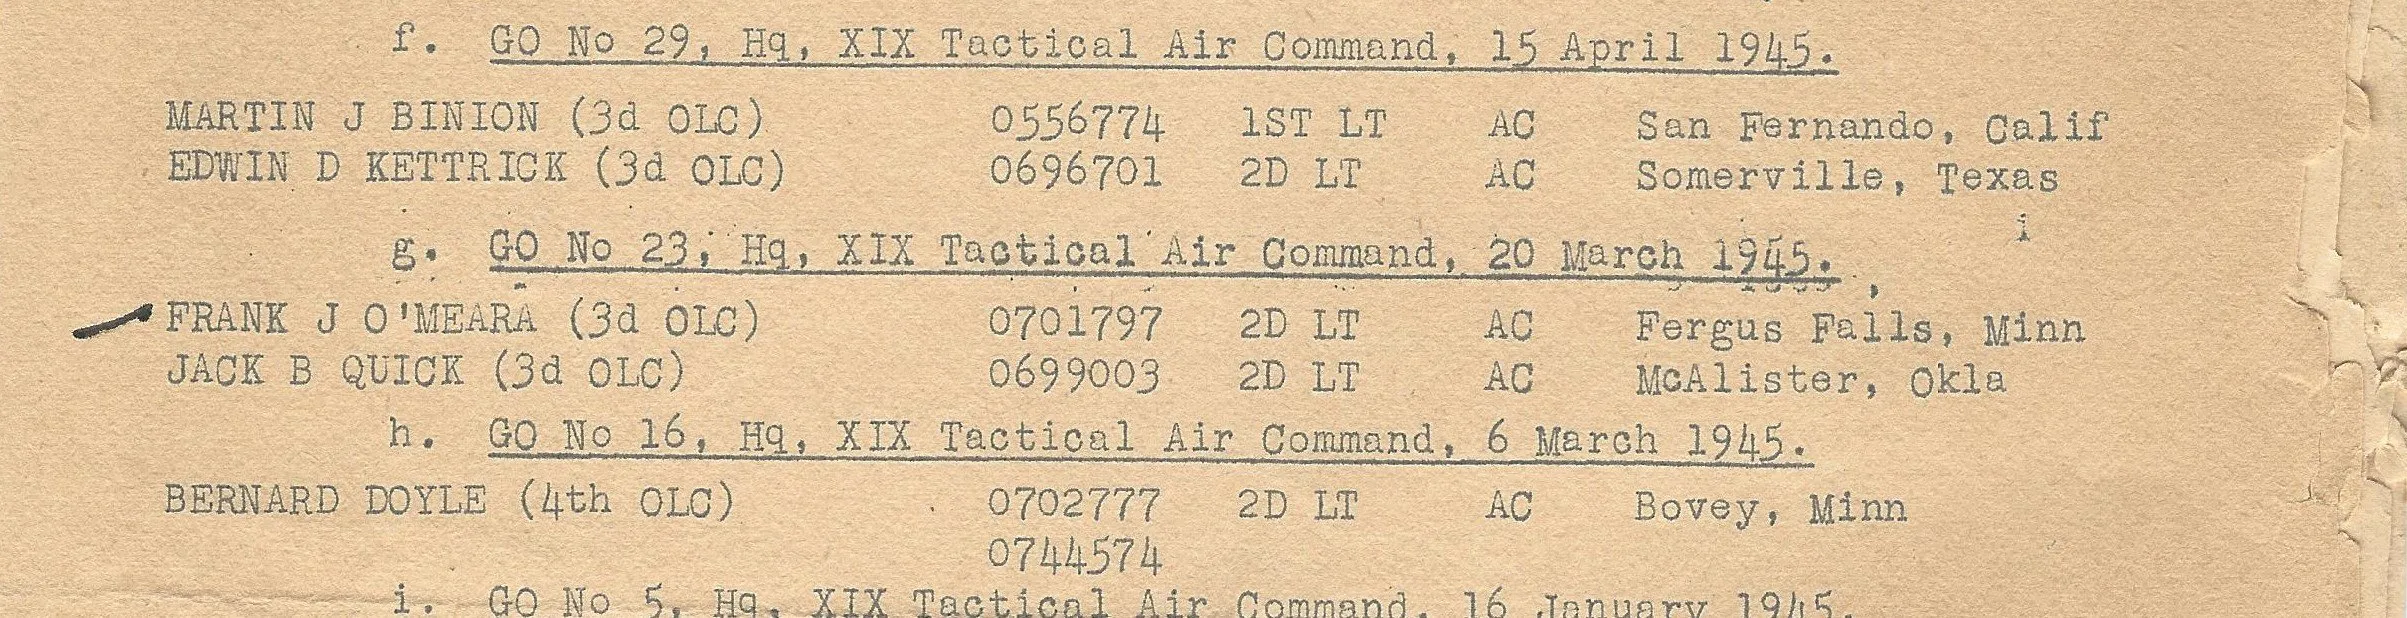 f. GO No 29, Hq, XIX Tactical Air Command, 15 April 1945.
MARTIN J BINION (3d OLC) 0556774 1ST LT AC San Fernando, Calif
EDWIN D KETTRICK (3d OLC) 0696701 2D LT AC Somerville, Texas
i
g. GO No 23, Hq, XIX Tactical Air Command, 20 March 1945.
FRANK J O'MEARA (3d OLC) 0701797 2D LT AC Fergus Falls, Minn
JACK B QUICK (3d OLC) 0699003 2D LT AC McAlister, Okla
h. GO No 16, Hq, XIX Tactical Air Command, 6 March 1945.
BERNARD DOYLE (4th OLC) 0702777 2D LT AC Bovey, Minn
0744574
i. GO No 5, Hq, XIX Tactical Air Command, 16 January 1945.